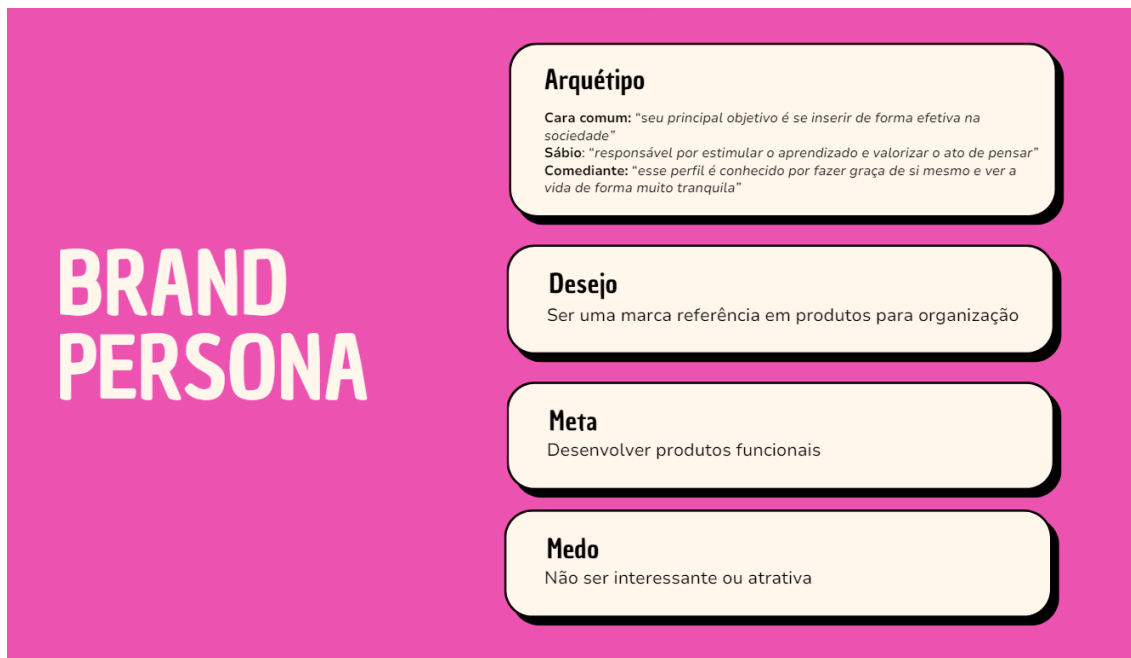 BRAND
PERSONA
Arquétipo
Cara comum: “seu principal objetivo é se inserir de forma efetiva na
sociedade”
Sábio: “responsável por estimular o aprendizado e valorizar o ato de pensar”
Comediante: “esse perfil é conhecido por fazer graça de si mesmo e ver a
vida de forma muito tranquila”
Desejo
Ser uma marca referência em produtos para organização
Meta
Desenvolver produtos funcionais
Medo
Não ser interessante ou atrativa